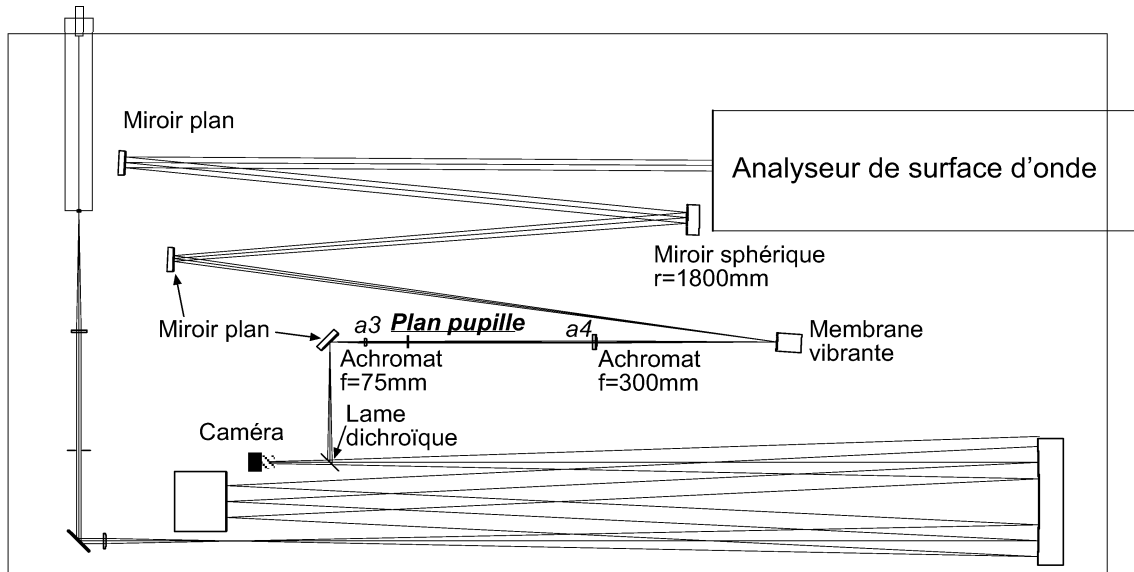 Miroir plan
Analyseur de surface d'onde
Miroir sphérique
r=1800mm
Miroir plan
a3
Plan pupille
a4
Membrane
vibrante
Achromat
f=75mm
Achromat
f=300mm
Lame
dichroïque
Caméra